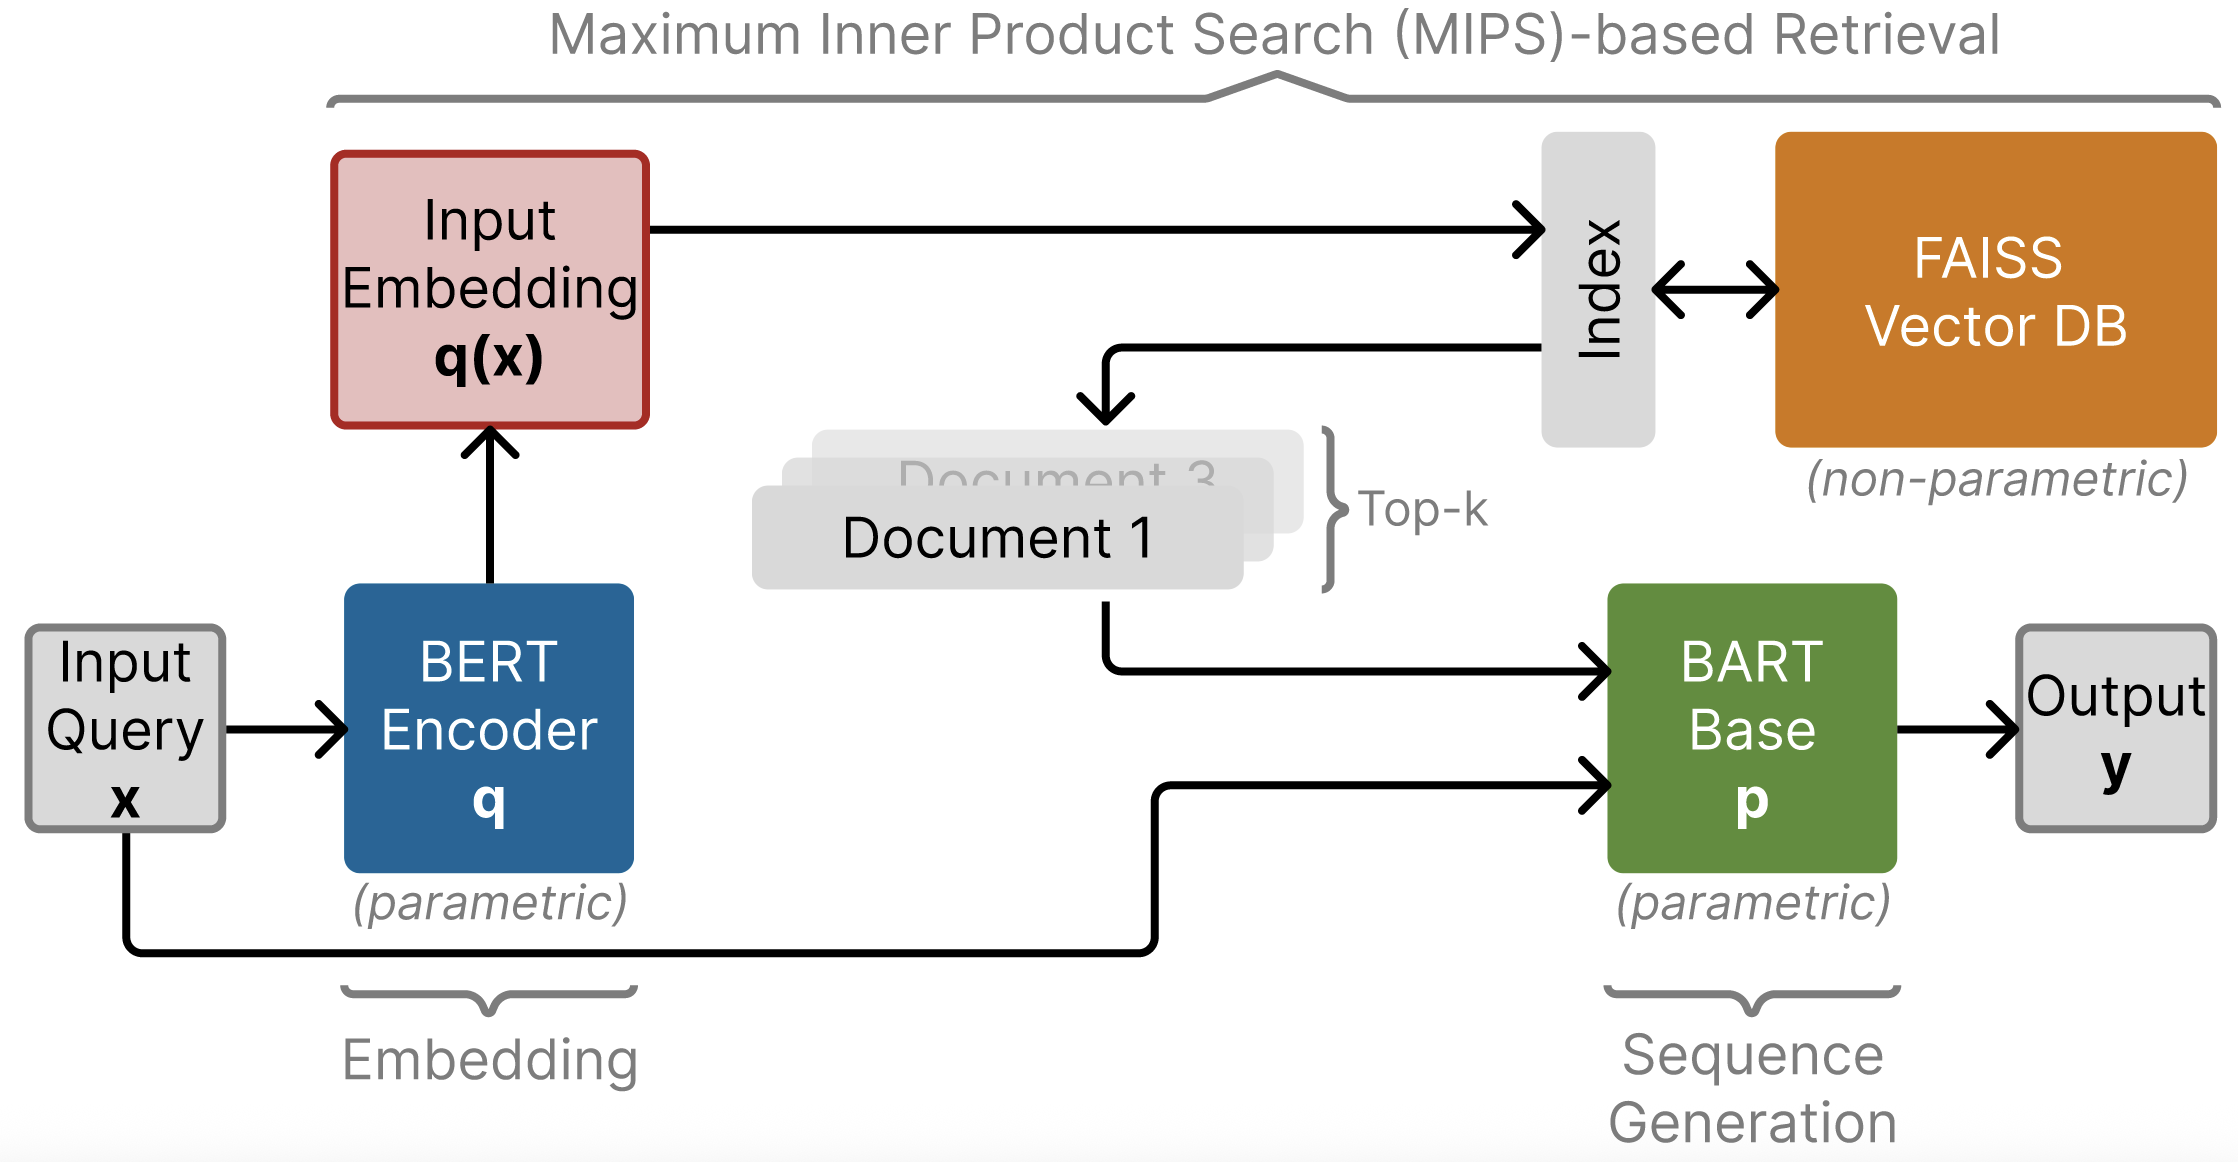 Maximum Inner Product Search (MIPS)-based Retrieval
Input
Embedding
q(x)
Index
FAISS
Vector DB
(non-parametric)
Document 3
Document 1
Top-k
Input
Query
x
BERT
Encoder
q
(parametric)
BART
Base
p
(parametric)
Output
y
Embedding
Sequence
Generation